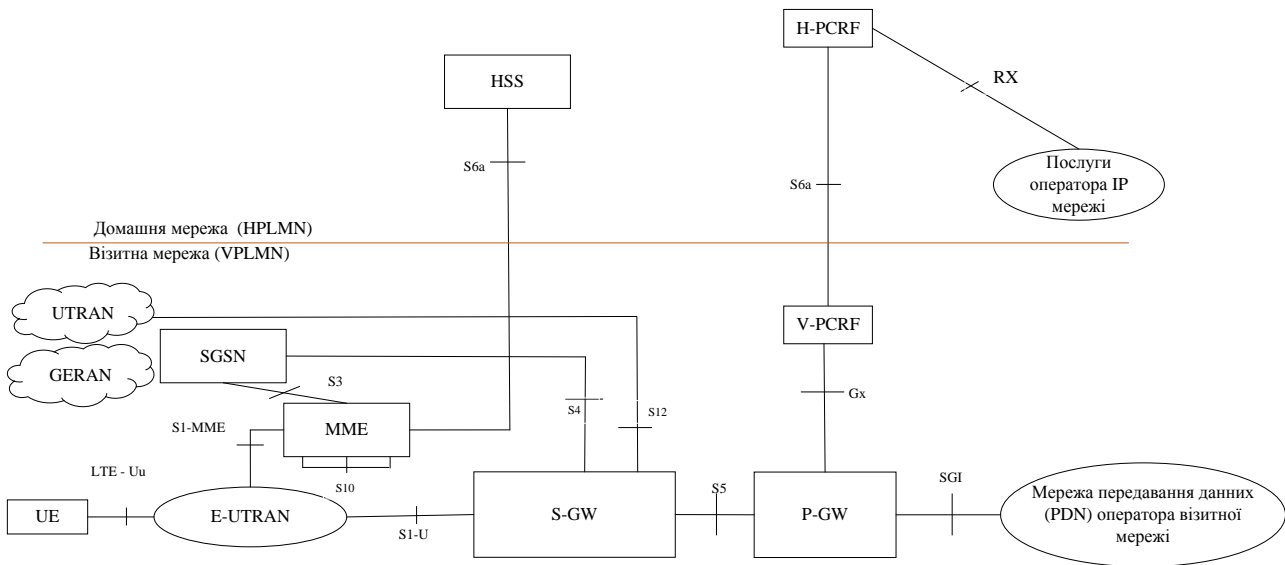 H-PCRF
RX
HSS
Послуги
оператора IP
мережі
S6a
S6a
Домашня мережа (HPLMN)
Візитна мережа (VPLMN)
UTRAN
V-PCRF
SGSN
GERAN
S3
Gx
S4
S12
S1-MME
MME
LTE - Uu
S10
SGI
S5
UE
E-UTRAN
S-GW
P-GW
Мережа передавання данних
(PDN) оператора візитної
мережі
S1-U